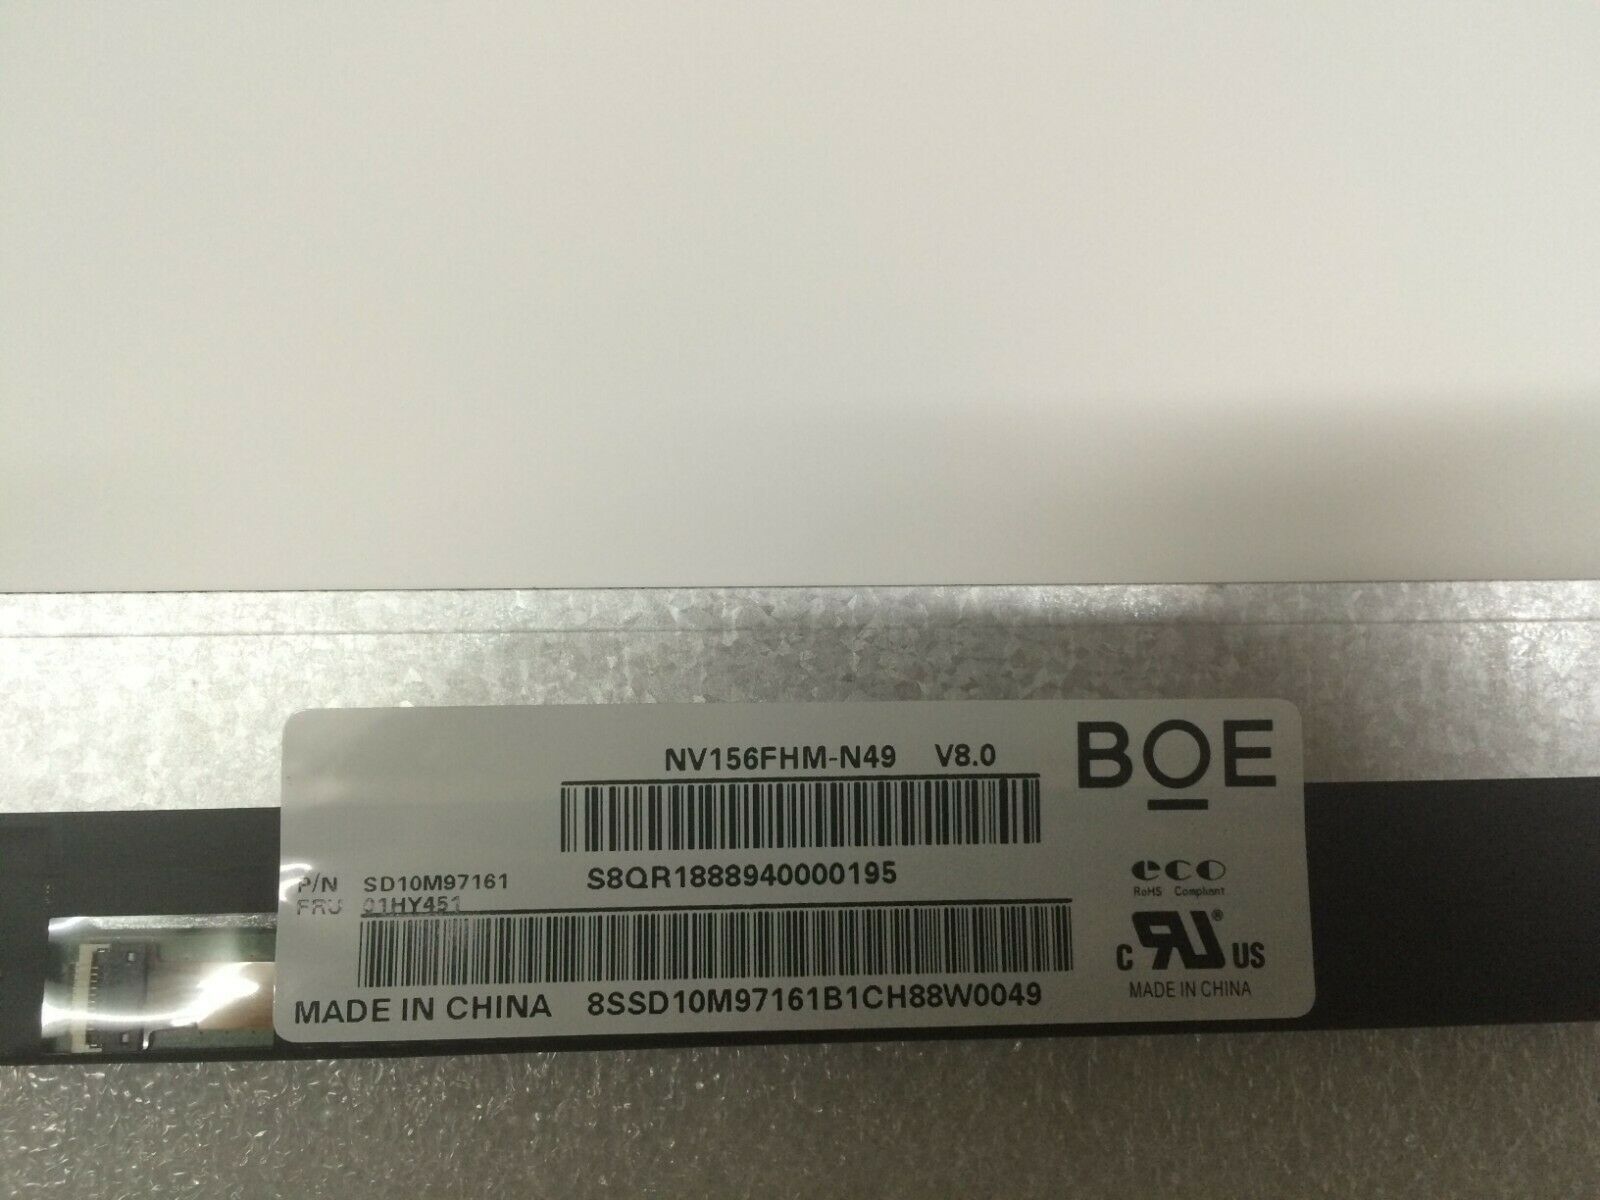 NV156FHM-N49 V8.0
BOE
S8QR1888940000195
P/N SD10M97161
FRU 01HY451
eco
RoHS Compliant
C RU ® US
MADE IN CHINA
MADE IN CHINA 8SSD10M97161B1CH88W0049